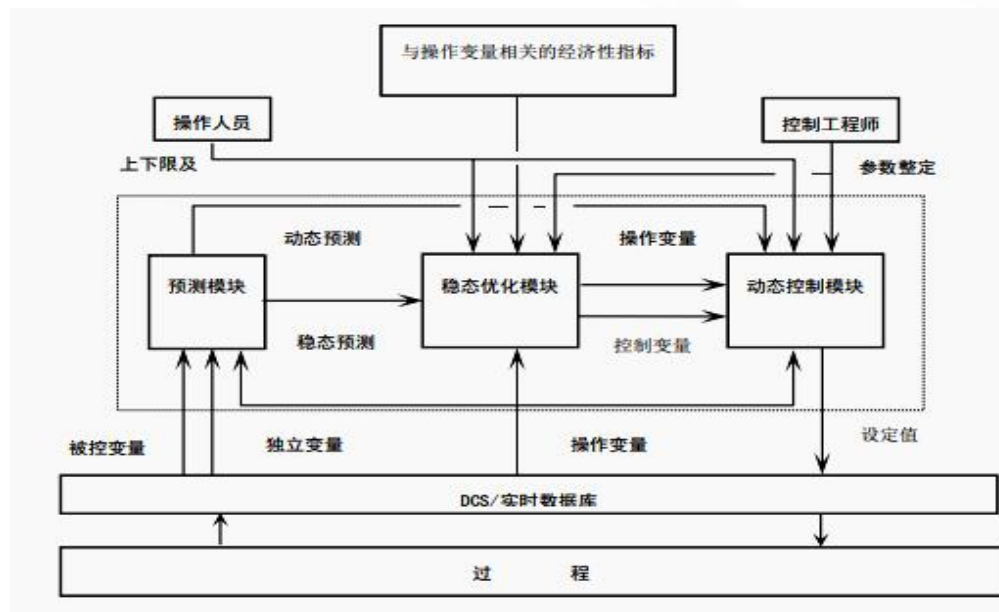 与操作变量相关的经济性指标
操作人员
控制工程师
上下限及
参数整定
动态预测
操作变量
预测模块
稳态优化模块
动态控制模块
稳态预测
控制变量
被控变量
独立变量
操作变量
设定值
DCS/实时数据库
过 程